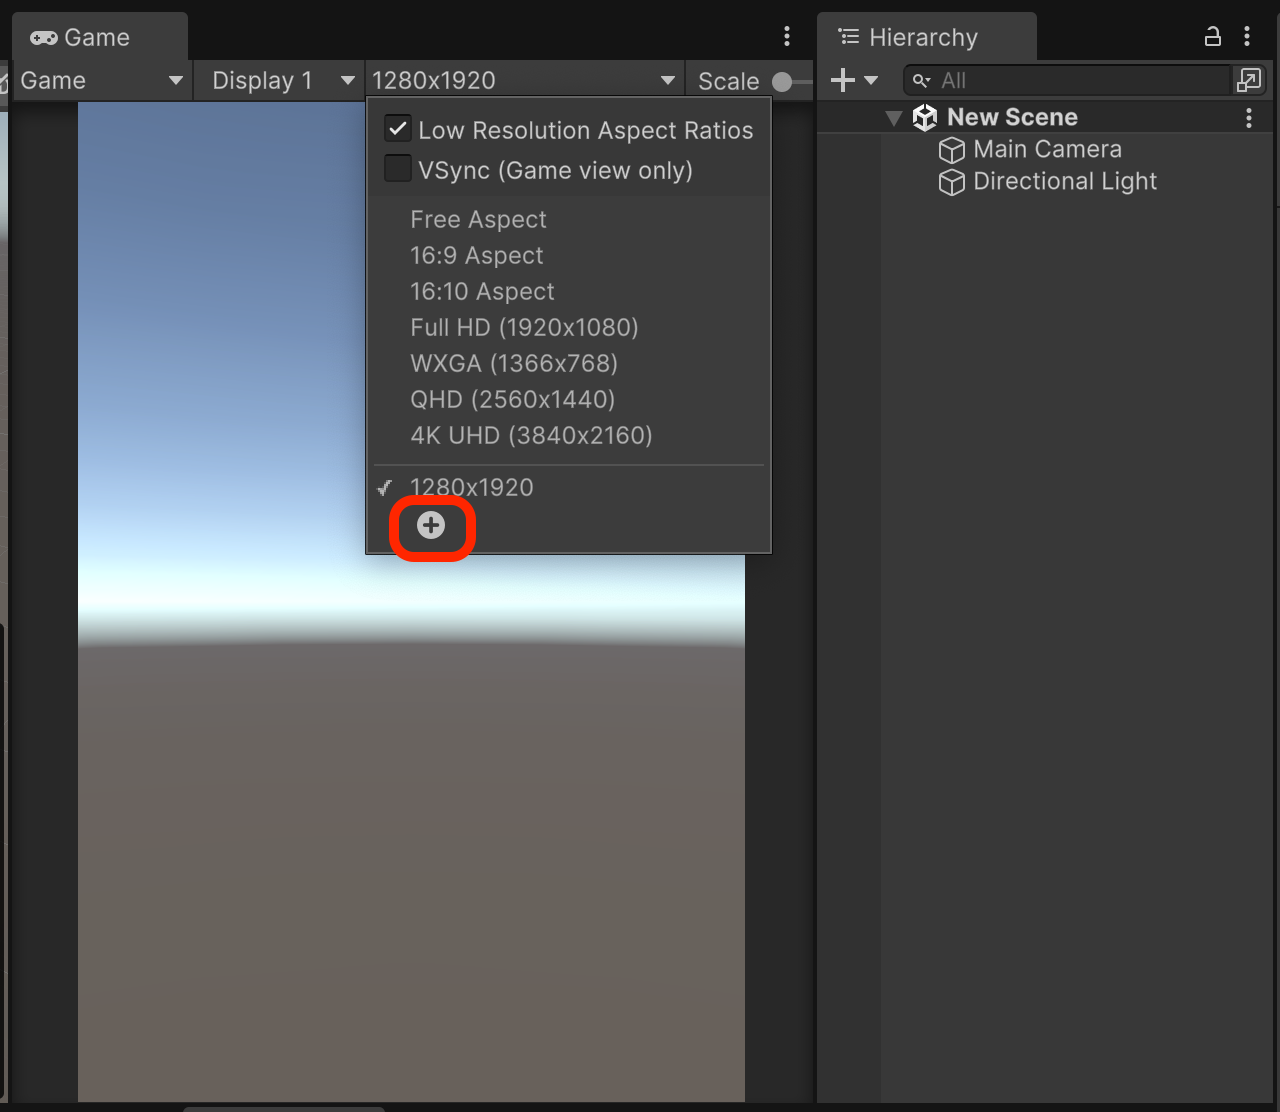 Game
Game
Display 1
1280x1920
Scale
Low Resolution Aspect Ratios
VSync (Game view only)
Free Aspect
16:9 Aspect
16:10 Aspect
Full HD (1920x1080)
WXGA (1366x768)
QHD (2560x1440)
4K UHD (3840x2160)
1280x1920
Hierarchy
All
New Scene
Main Camera
Directional Light